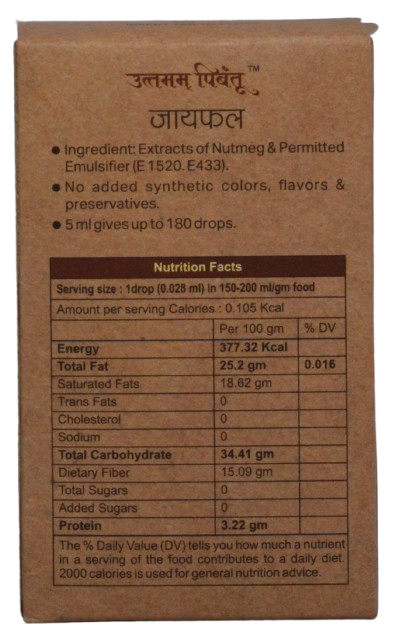 उत्तमम् पिबंतू™
जायफल
● Ingredient: Extracts of Nutmeg & Permitted
Emulsifier (E 1520. E433).
● No added synthetic colors, flavors &
preservatives.
● 5 ml gives up to 180 drops.
Nutrition Facts
Serving size : 1drop (0.028 ml) in 150-200 ml/gm food
Amount per serving Calories : 0.105 Kcal
Per 100 gm % DV
Energy 377.32 Kcal
Total Fat 25.2 gm 0.016
Saturated Fats 18.62 gm
Trans Fats 0
Cholesterol 0
Sodium 0
Total Carbohydrate 34.41 gm
Dietary Fiber 15.09 gm
Total Sugars 0
Added Sugars 0
Protein 3.22 gm
The % Daily Value (DV) tells you how much a nutrient
in a serving of the food contributes to a daily diet.
2000 calories is used for general nutrition advice.